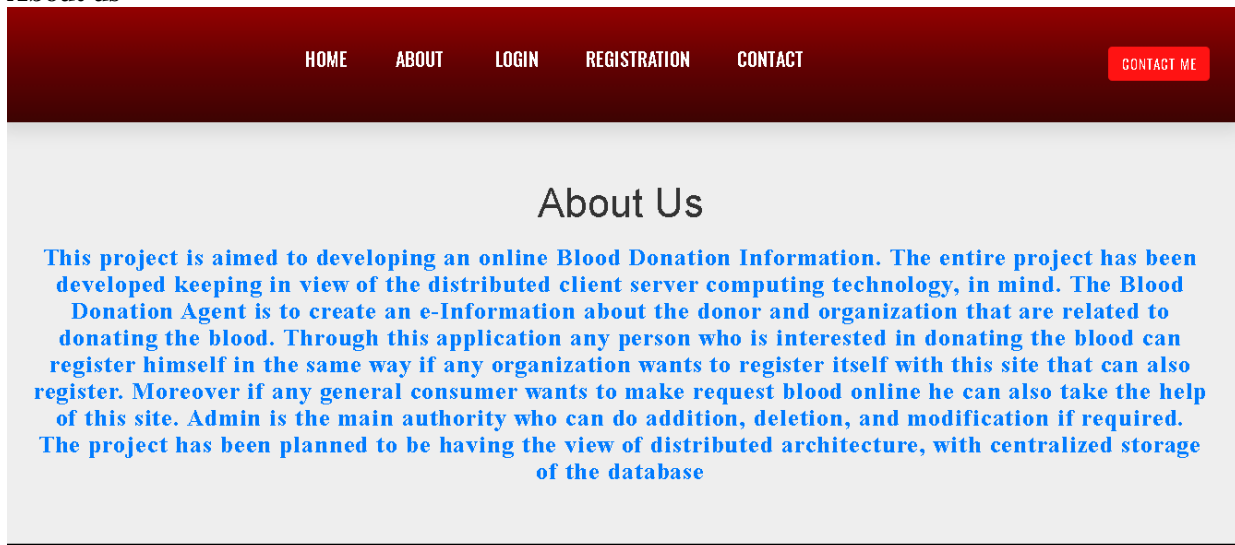 About us
HOME ABOUT LOGIN REGISTRATION CONTACT CONTACT ME
About Us
This project is aimed to developing an online Blood Donation Information. The entire project has been
developed keeping in view of the distributed client server computing technology, in mind. The Blood
Donation Agent is to create an e-Information about the donor and organization that are related to
donating the blood. Through this application any person who is interested in donating the blood can
register himself in the same way if any organization wants to register itself with this site that can also
register. Moreover if any general consumer wants to make request blood online he can also take the help
of this site. Admin is the main authority who can do addition, deletion, and modification if required.
The project has been planned to be having the view of distributed architecture, with centralized storage
of the database